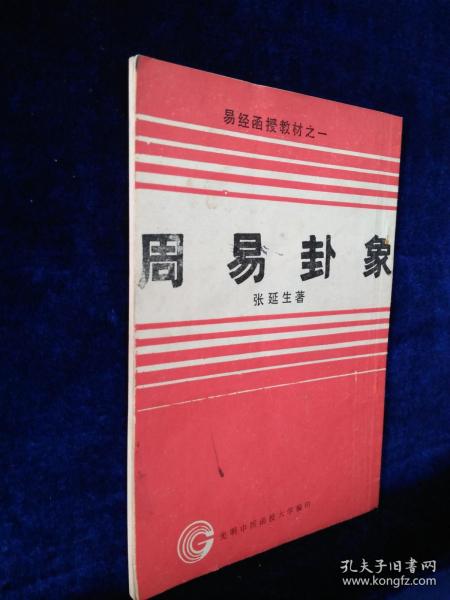 易经函授教材之一
周易卦象
张延生著
光明中医函授大学编印
孔夫子旧书网
www.kongfz.com